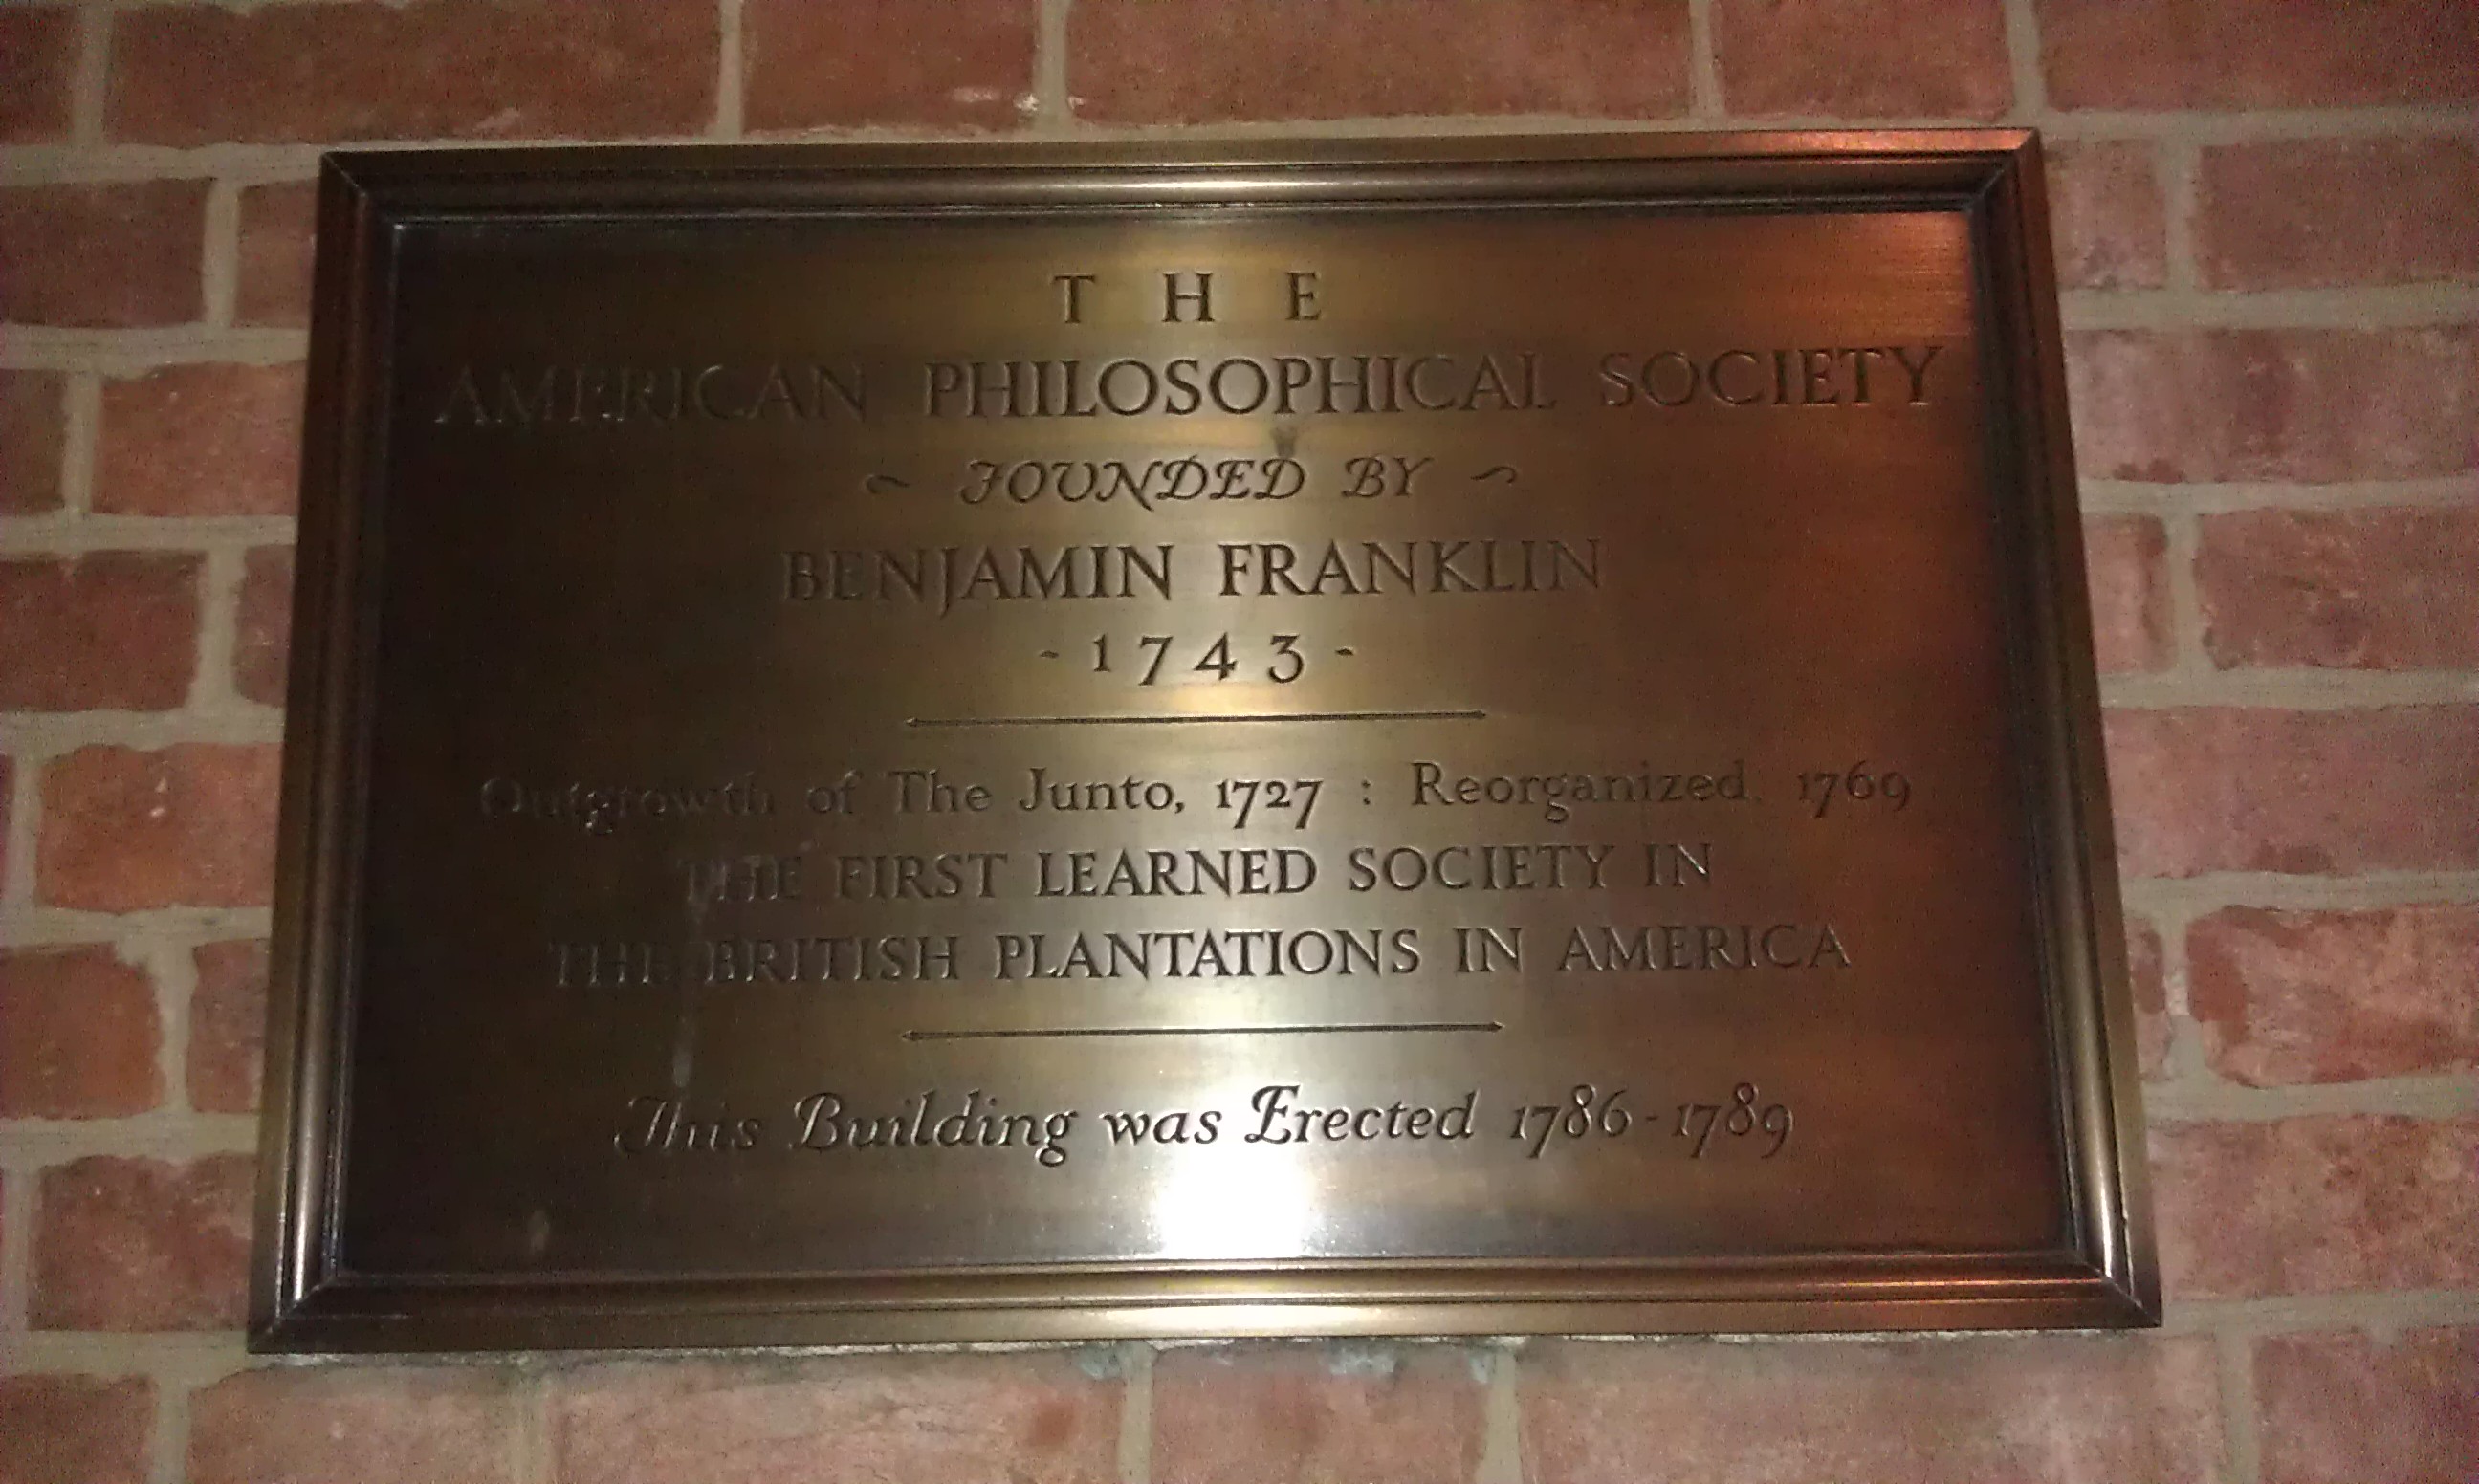 THE
AMERICAN PHILOSOPHICAL SOCIETY
~ FOUNDED BY ~
BENJAMIN FRANKLIN
-1743-
Outgrowth of The Junto, 1727 : Reorganized, 1769
THE FIRST LEARNED SOCIETY IN
THE BRITISH PLANTATIONS IN AMERICA
This Building was Erected 1786-1789